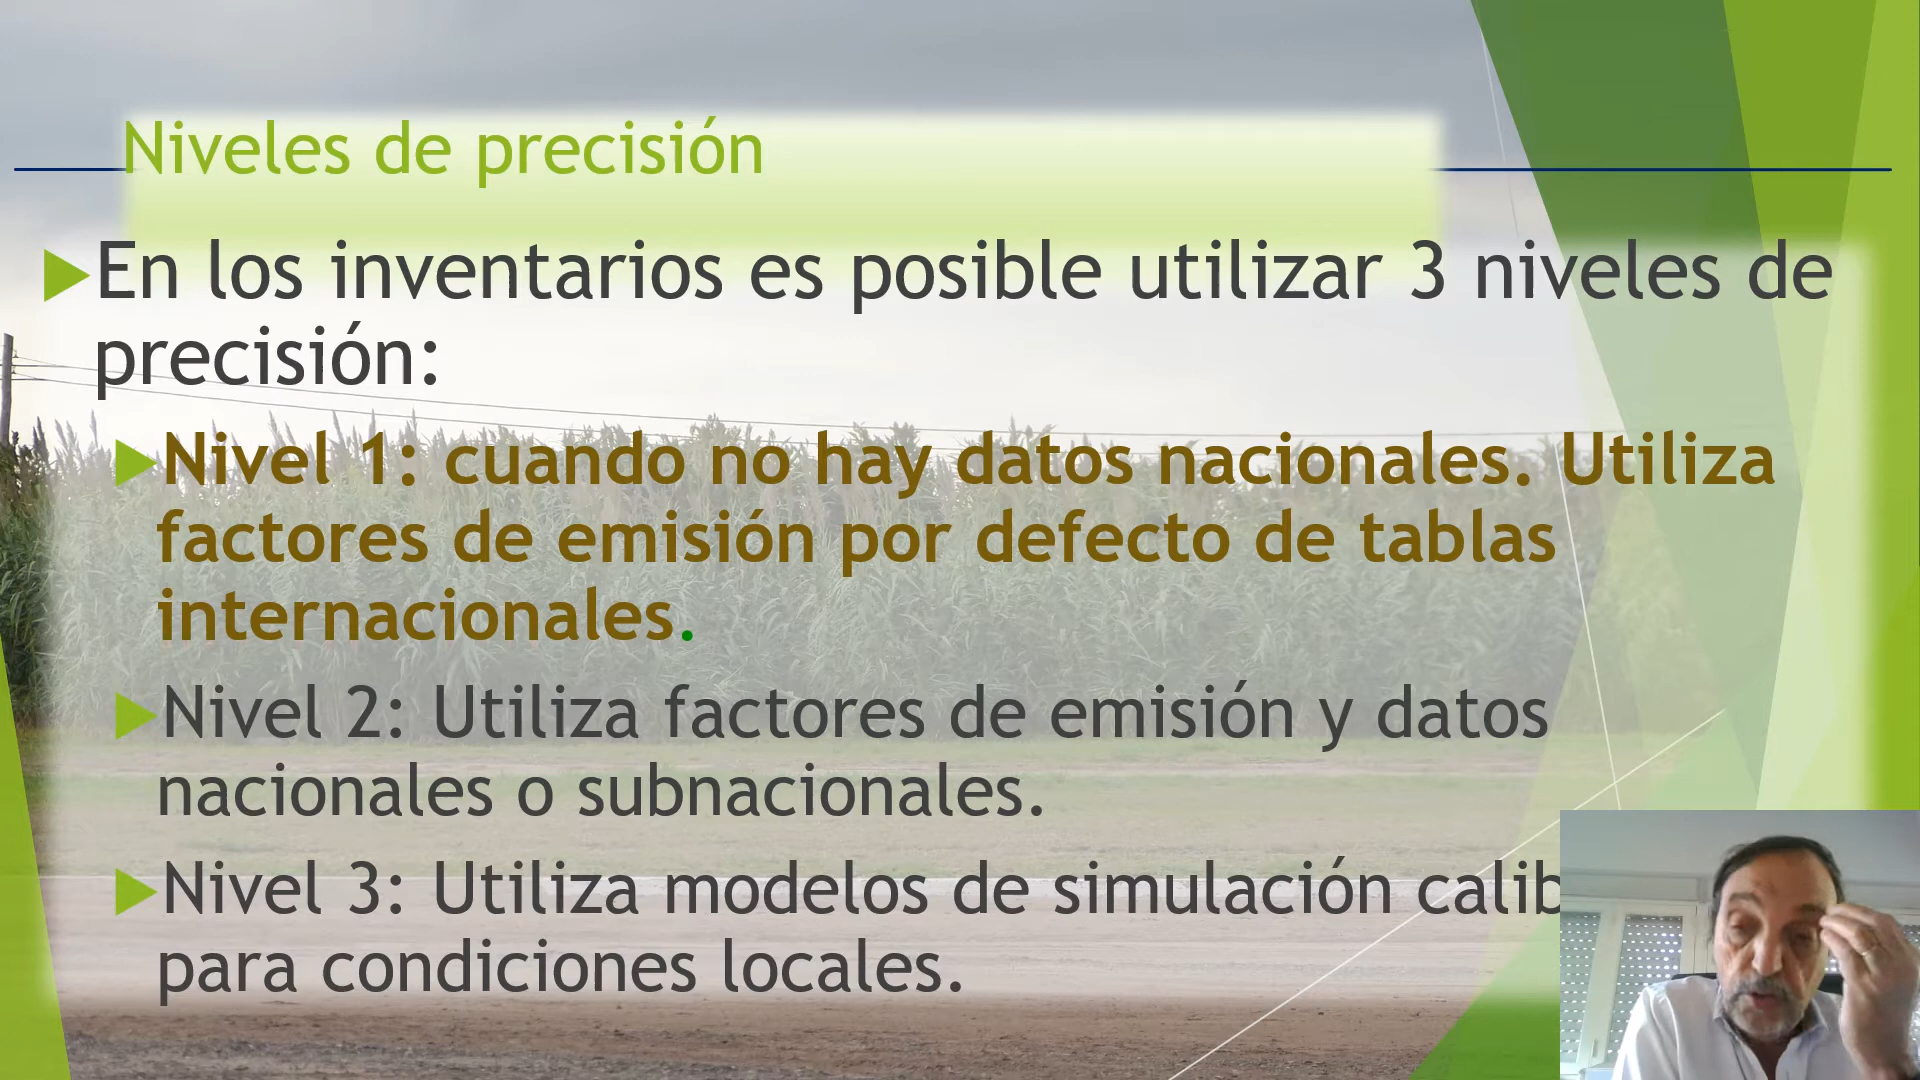 Niveles de precisión
En los inventarios es posible utilizar 3 niveles de
precisión:
Nivel 1: cuando no hay datos nacionales. Utiliza
factores de emisión por defecto de tablas
internacionales.
Nivel 2: Utiliza factores de emisión y datos
nacionales o subnacionales.
Nivel 3: Utiliza modelos de simulación
para condiciones locales.